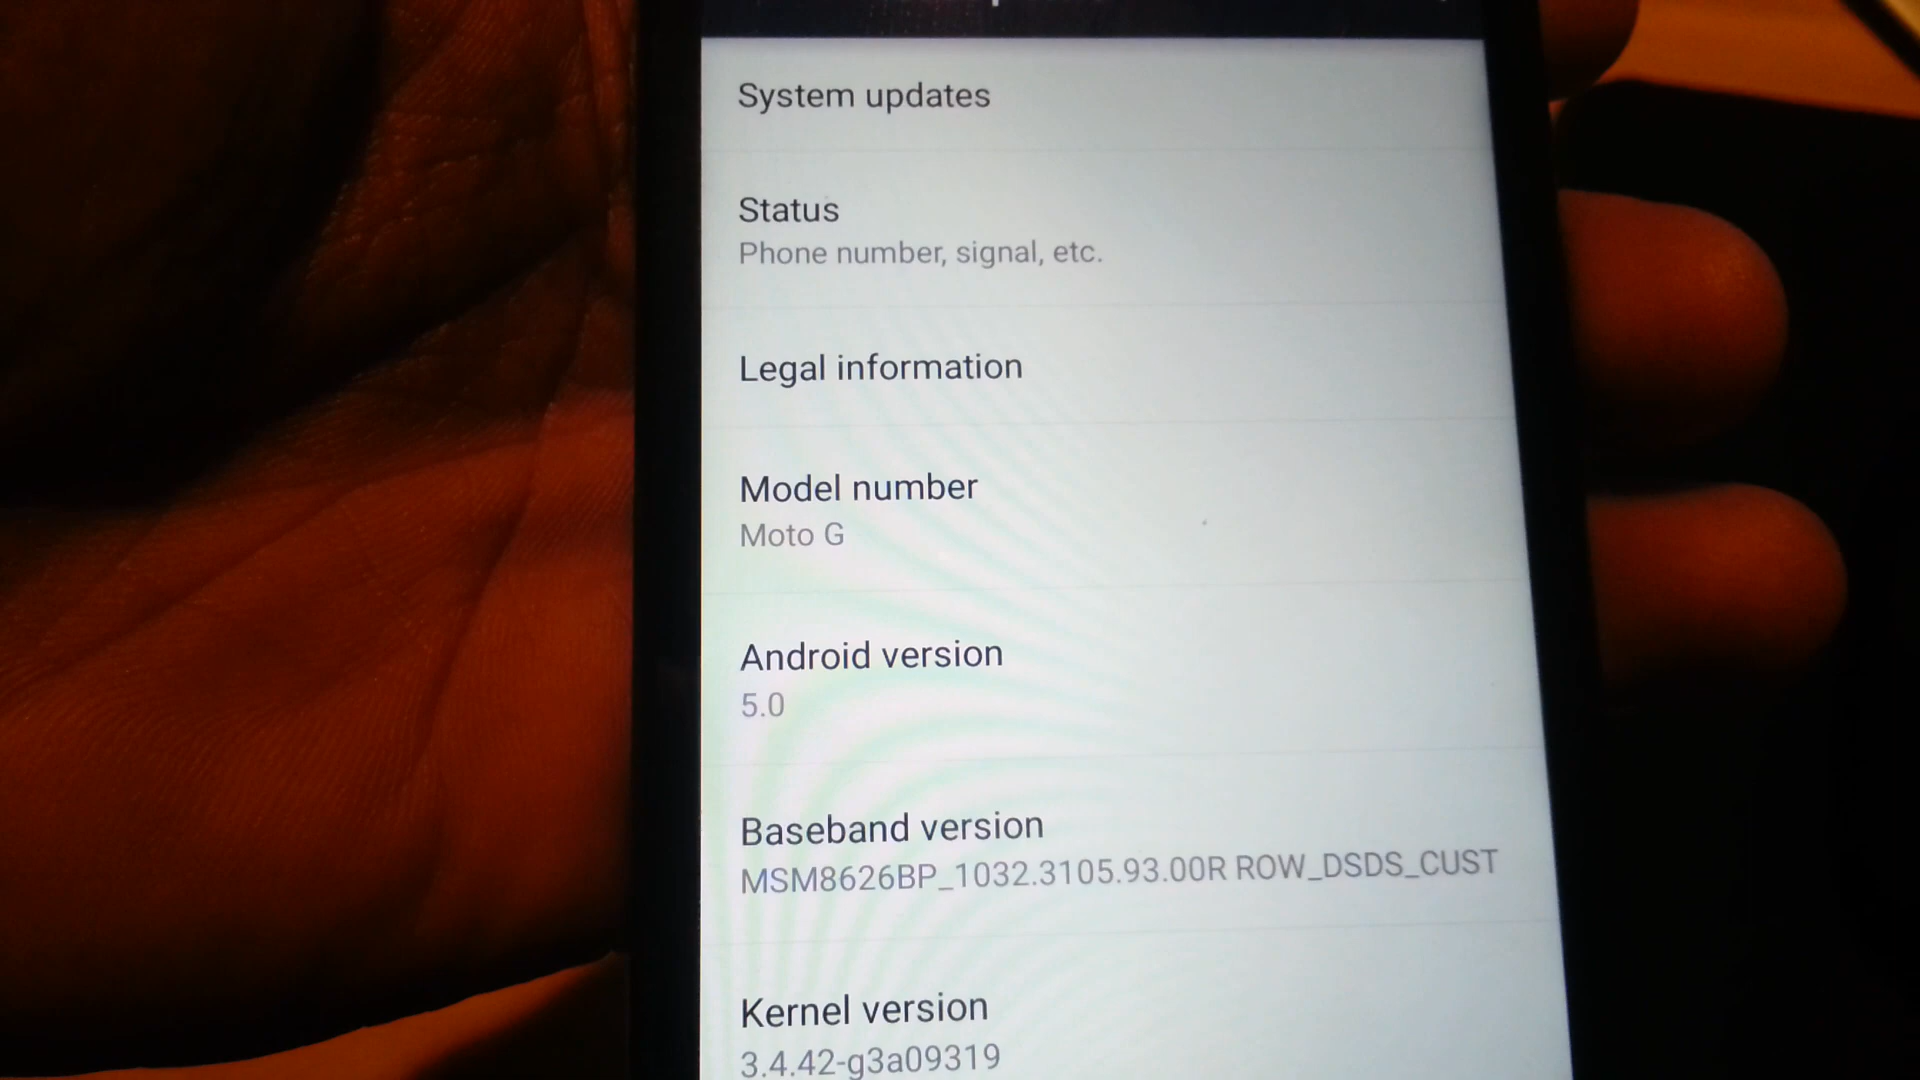 System updates
Status
Phone number, signal, etc.
Legal information
Model number
Moto G
Android version
5.0
Baseband version
MSM8626BP_1032.3105.93.00R ROW_DSDS_CUST
Kernel version
3.4.42-g3a09319